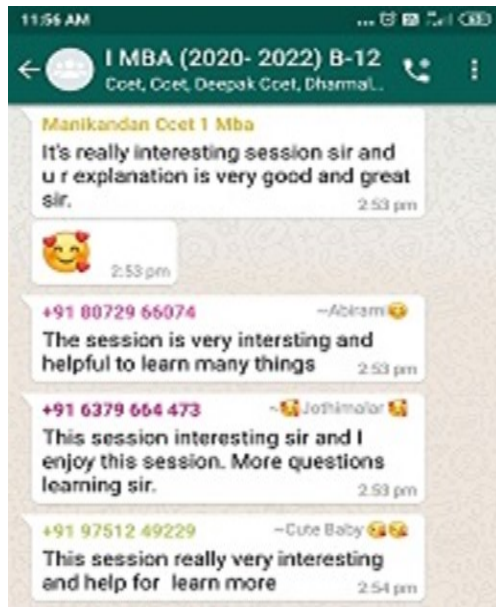 11:56 AM
I MBA (2020- 2022) B-12
Ccet, Ccet, Deepak Ccet, Dharmal...
Manikandan Ccet 1 Mba
It's really interesting session sir and
u r explanation is very good and great
sir.
2:53 pm
2:53 pm
+91 80729 66074 ~Abirami
The session is very intersting and
helpful to learn many things
2:53 pm
+91 6379 664 473 ~Jothimalar
This session interesting sir and I
enjoy this session. More questions
learning sir.
2:53 pm
+91 97512 49229 ~Cute Baby
This session really very interesting
and help for learn more
2:54 pm